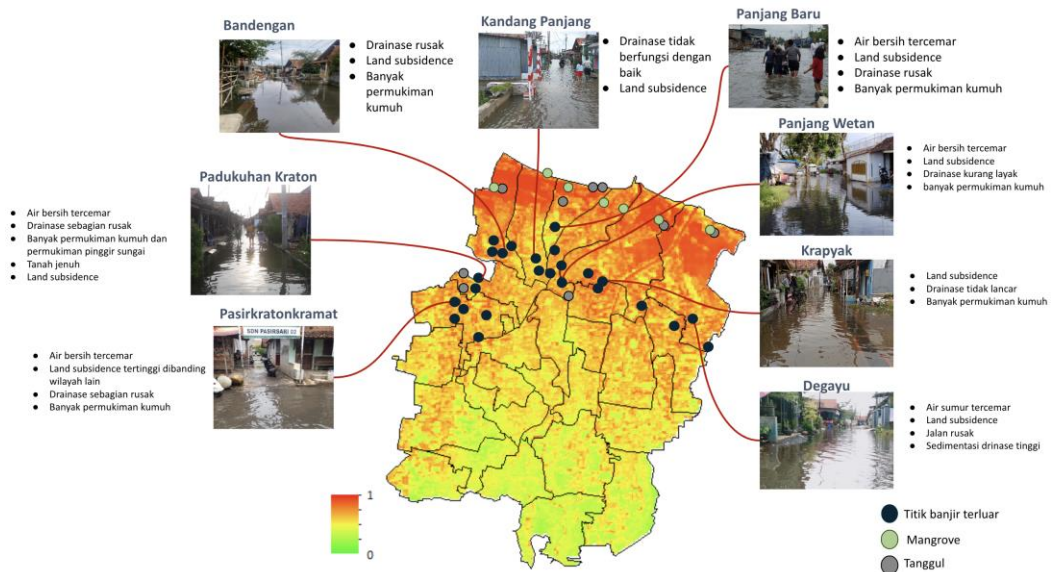 Bandengan
• Drainase rusak
• Land subsidence
• Banyak
permukiman
kumuh
Kandang Panjang
• Drainase tidak
berfungsi dengan
baik
• Land subsidence
Panjang Baru
• Air bersih tercemar
• Land subsidence
• Drainase rusak
• Banyak permukiman kumuh
Panjang Wetan
• Air bersih tercemar
• Land subsidence
• Drainase kurang layak
• banyak permukiman kumuh
Padukuhan Kraton
• Air bersih tercemar
• Drainase sebagian rusak
• Banyak permukiman kumuh dan
permukiman pinggir sungai
• Tanah jenuh
• Land subsidence
Krapyak
• Land subsidence
• Drainase tidak lancar
• Banyak permukiman kumuh
Pasirkratonkramat
SDN PASIRSARI 02
• Air bersih tercemar
• Land subsidence tertinggi dibanding
wilayah lain
• Drainase sebagian rusak
• Banyak permukiman kumuh
Degayu
• Air sumur tercemar
• Land subsidence
• Jalan rusak
• Sedimentasi drinase tinggi
1
0
Titik banjir terluar
Mangrove
Tanggul